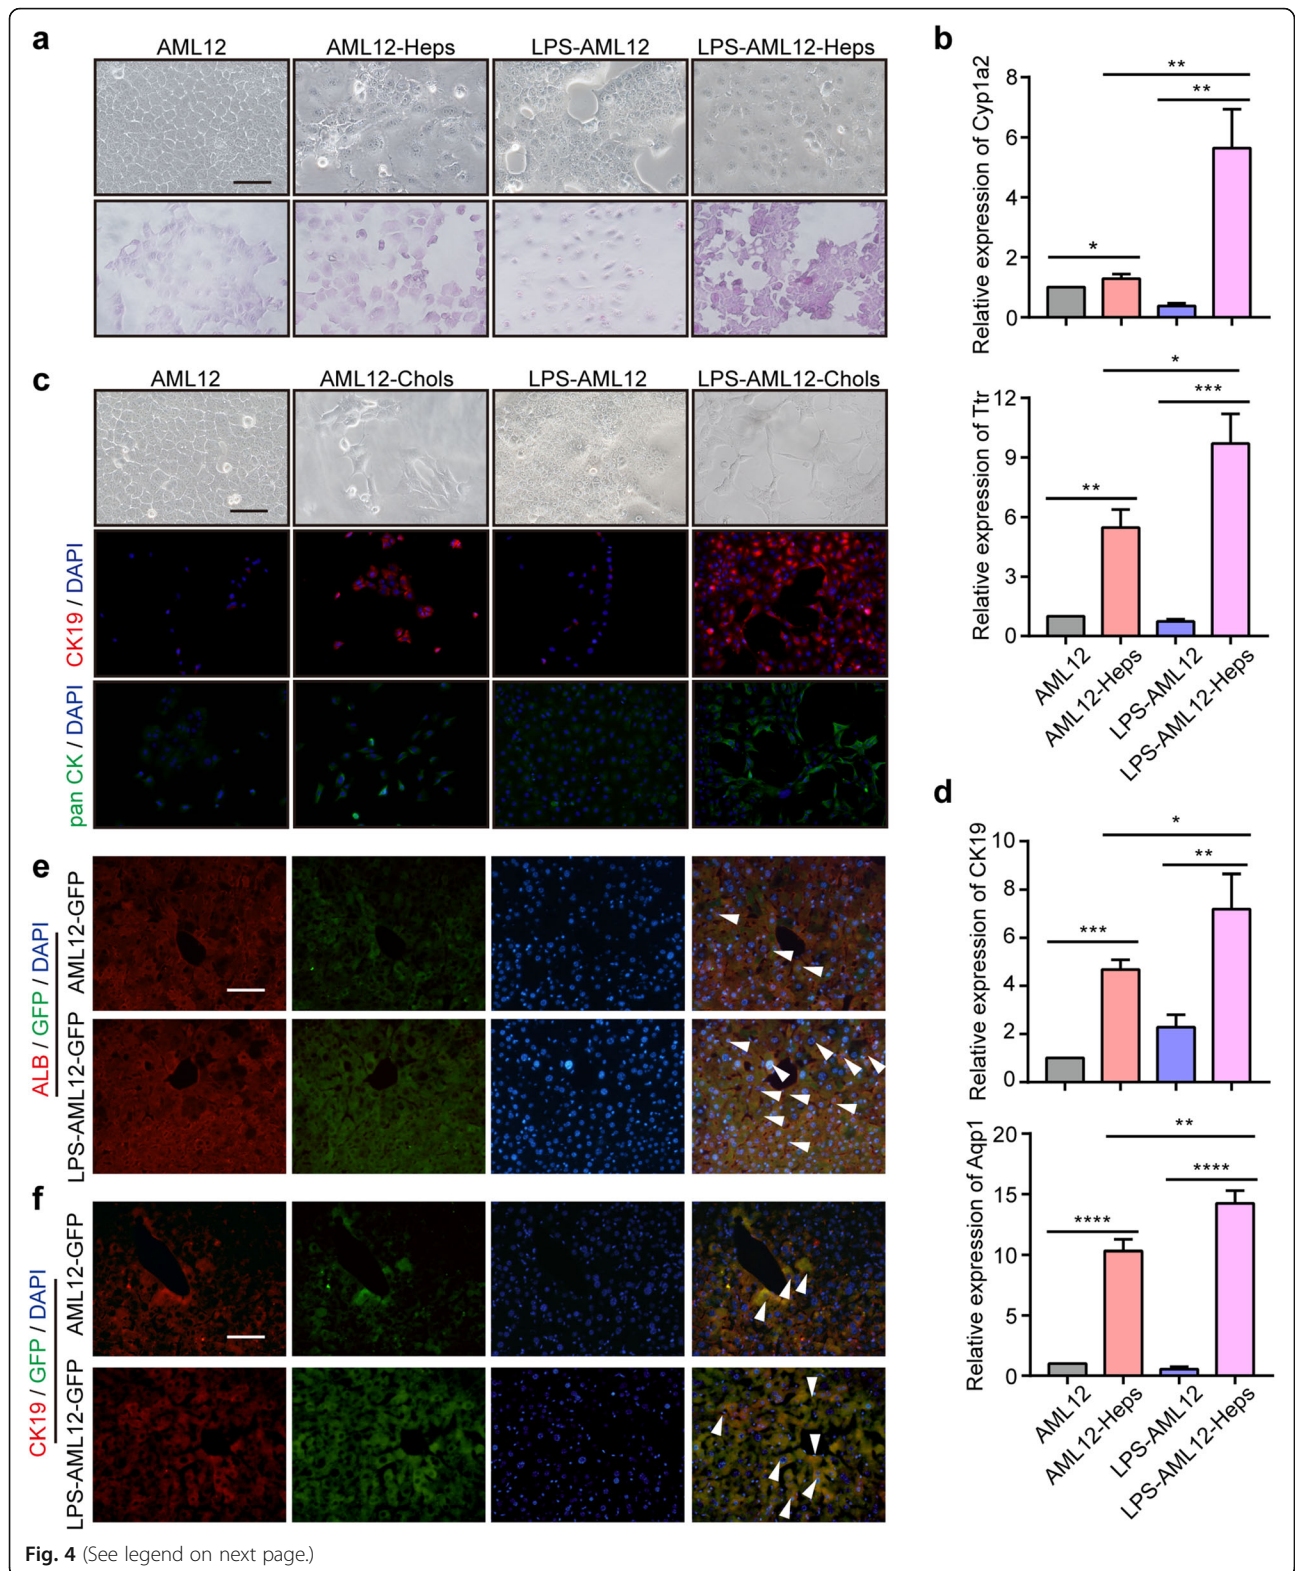 a
AML12
AML12-Heps
LPS-AML12
LPS-AML12-Heps
b
Relative expression of Cyp1a2
8
6
4
2
0
**
**
*
Relative expression of Ttr
12
9
6
3
0
*
***
**
AML12
AML12-Heps
LPS-AML12
LPS-AML12-Heps
c
AML12
AML12-Chols
LPS-AML12
LPS-AML12-Chols
CK19 / DAPI
pan CK / DAPI
d
Relative expression of CK19
10
8
6
4
2
0
*
**
***
Relative expression of Aqp1
20
15
10
5
0
**
****
****
AML12
AML12-Heps
LPS-AML12
LPS-AML12-Heps
e
ALB / GFP / DAPI
AML12-GFP
LPS-AML12-GFP
f
CK19 / GFP / DAPI
AML12-GFP
LPS-AML12-GFP
Fig. 4 (See legend on next page.)